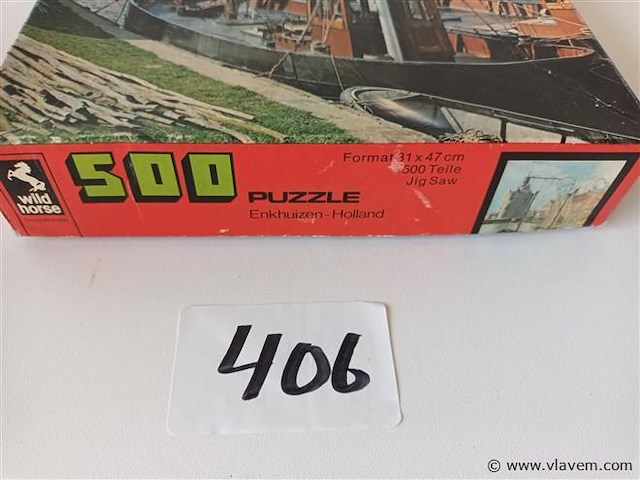 wild
horse
500
PUZZLE
Enkhuizen-Holland
Format 31 x 47 cm
500 Teile
Jig Saw
406
© www.vlavem.com